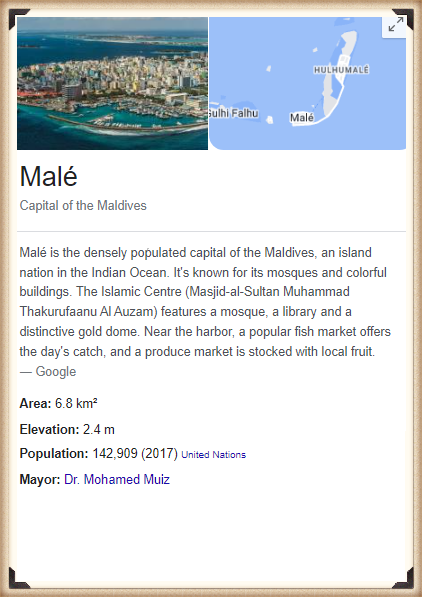 HULHUMALÉ
Gulhi Falhu
Malé
Malé
Capital of the Maldives
Malé is the densely populated capital of the Maldives, an island
nation in the Indian Ocean. It's known for its mosques and colorful
buildings. The Islamic Centre (Masjid-al-Sultan Muhammad
Thakurufaanu Al Auzam) features a mosque, a library and a
distinctive gold dome. Near the harbor, a popular fish market offers
the day's catch, and a produce market is stocked with local fruit.
— Google
Area: 6.8 km²
Elevation: 2.4 m
Population: 142,909 (2017) United Nations
Mayor: Dr. Mohamed Muiz